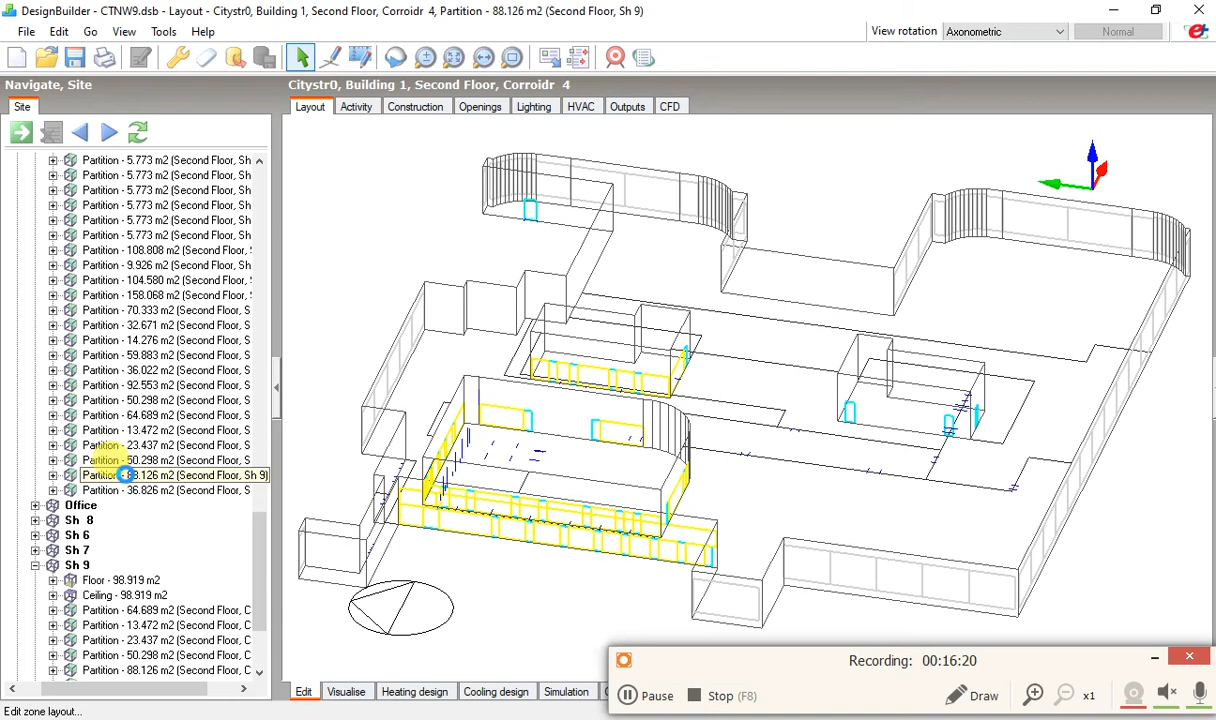 DesignBuilder - CTNW9.dsb - Layout - Citystr0, Building 1, Second Floor, Corroidr 4, Partition - 88.126 m2 (Second Floor, Sh 9)
File Edit Go View Tools Help
View rotation Axonometric Normal
Navigate, Site
Citystr0, Building 1, Second Floor, Corroidr 4
Site
Layout Activity Construction Openings Lighting HVAC Outputs CFD
Partition - 5.773 m2 (Second Floor, Sh
Partition - 5.773 m2 (Second Floor, Sh
Partition - 5.773 m2 (Second Floor, Sh
Partition - 5.773 m2 (Second Floor, Sh
Partition - 5.773 m2 (Second Floor, Sh
Partition - 5.773 m2 (Second Floor, Sh
Partition - 108.808 m2 (Second Floor,
Partition - 9.926 m2 (Second Floor, Sh
Partition - 104.580 m2 (Second Floor,
Partition - 158.068 m2 (Second Floor,
Partition - 70.333 m2 (Second Floor, S
Partition - 32.671 m2 (Second Floor, S
Partition - 14.276 m2 (Second Floor, S
Partition - 59.883 m2 (Second Floor, S
Partition - 36.022 m2 (Second Floor, S
Partition - 92.553 m2 (Second Floor, S
Partition - 50.298 m2 (Second Floor, S
Partition - 64.689 m2 (Second Floor, S
Partition - 13.472 m2 (Second Floor, S
Partition - 23.437 m2 (Second Floor, S
Partition - 50.298 m2 (Second Floor, S
Partition - 88.126 m2 (Second Floor, Sh 9)
Partition - 36.826 m2 (Second Floor, S
Office
Sh 8
Sh 6
Sh 7
Sh 9
Floor - 98.919 m2
Ceiling - 98.919 m2
Partition - 64.689 m2 (Second Floor, C
Partition - 13.472 m2 (Second Floor, C
Partition - 23.437 m2 (Second Floor, C
Partition - 50.298 m2 (Second Floor, C
Partition - 88.126 m2 (Second Floor, C
Edit Visualise Heating design Cooling design Simulation
Edit zone layout...
Recording: 00:16:20
Pause Stop (F8) Draw x1